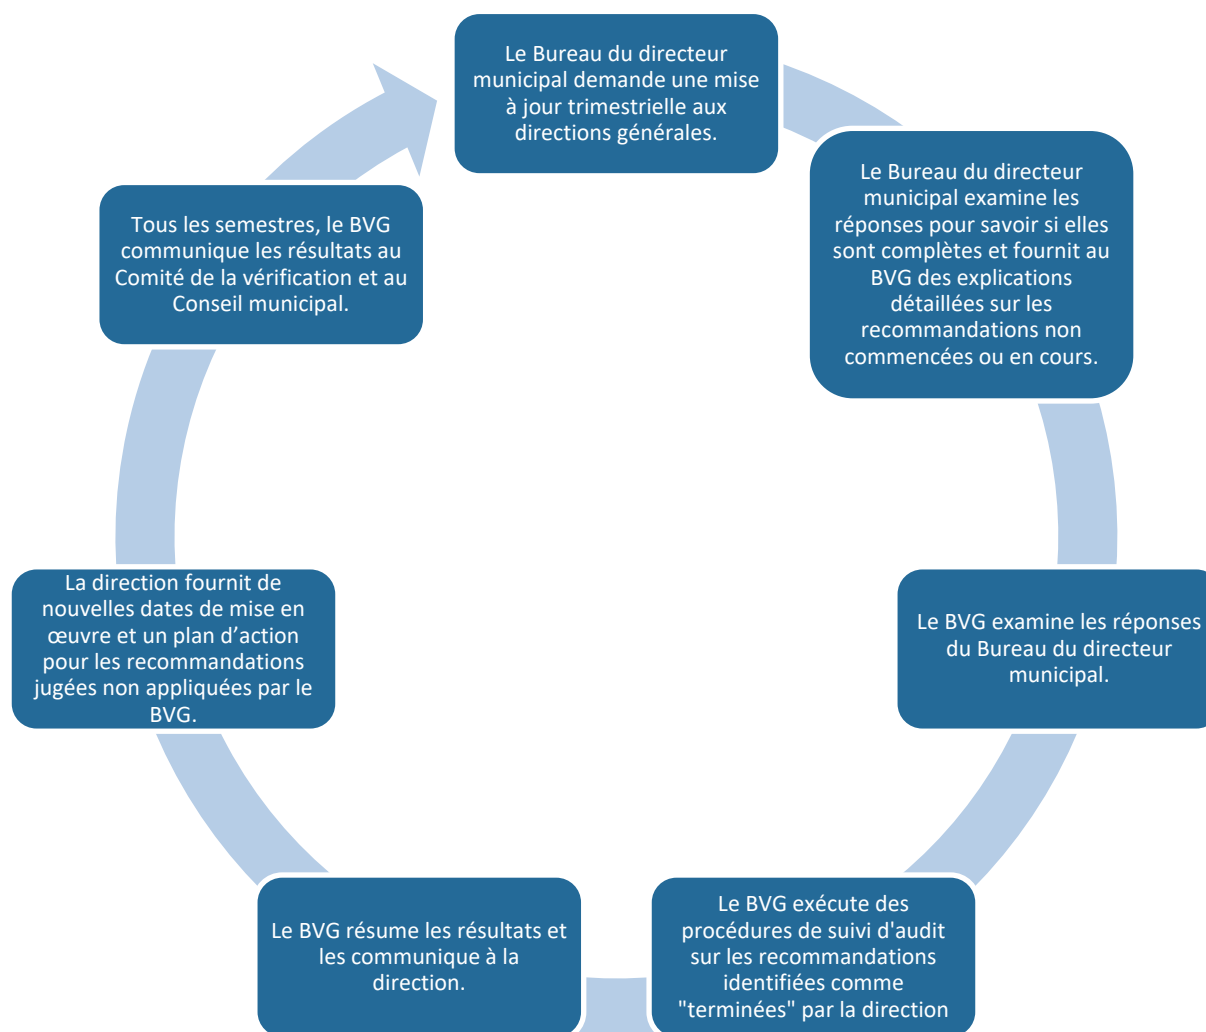 Le Bureau du directeur
municipal demande une mise
à jour trimestrielle aux
directions générales.
Le Bureau du directeur
municipal examine les
réponses pour savoir si elles
sont complètes et fournit au
BVG des explications
détaillées sur les
recommandations non
commencées ou en cours.
Le BVG examine les réponses
du Bureau du directeur
municipal.
Le BVG exécute des
procédures de suivi d'audit
sur les recommandations
identifiées comme
"terminées" par la direction
Le BVG résume les résultats et
les communique à la
direction.
La direction fournit de
nouvelles dates de mise en
œuvre et un plan d’action
pour les recommandations
jugées non appliquées par le
BVG.
Tous les semestres, le BVG
communique les résultats au
Comité de la vérification et au
Conseil municipal.